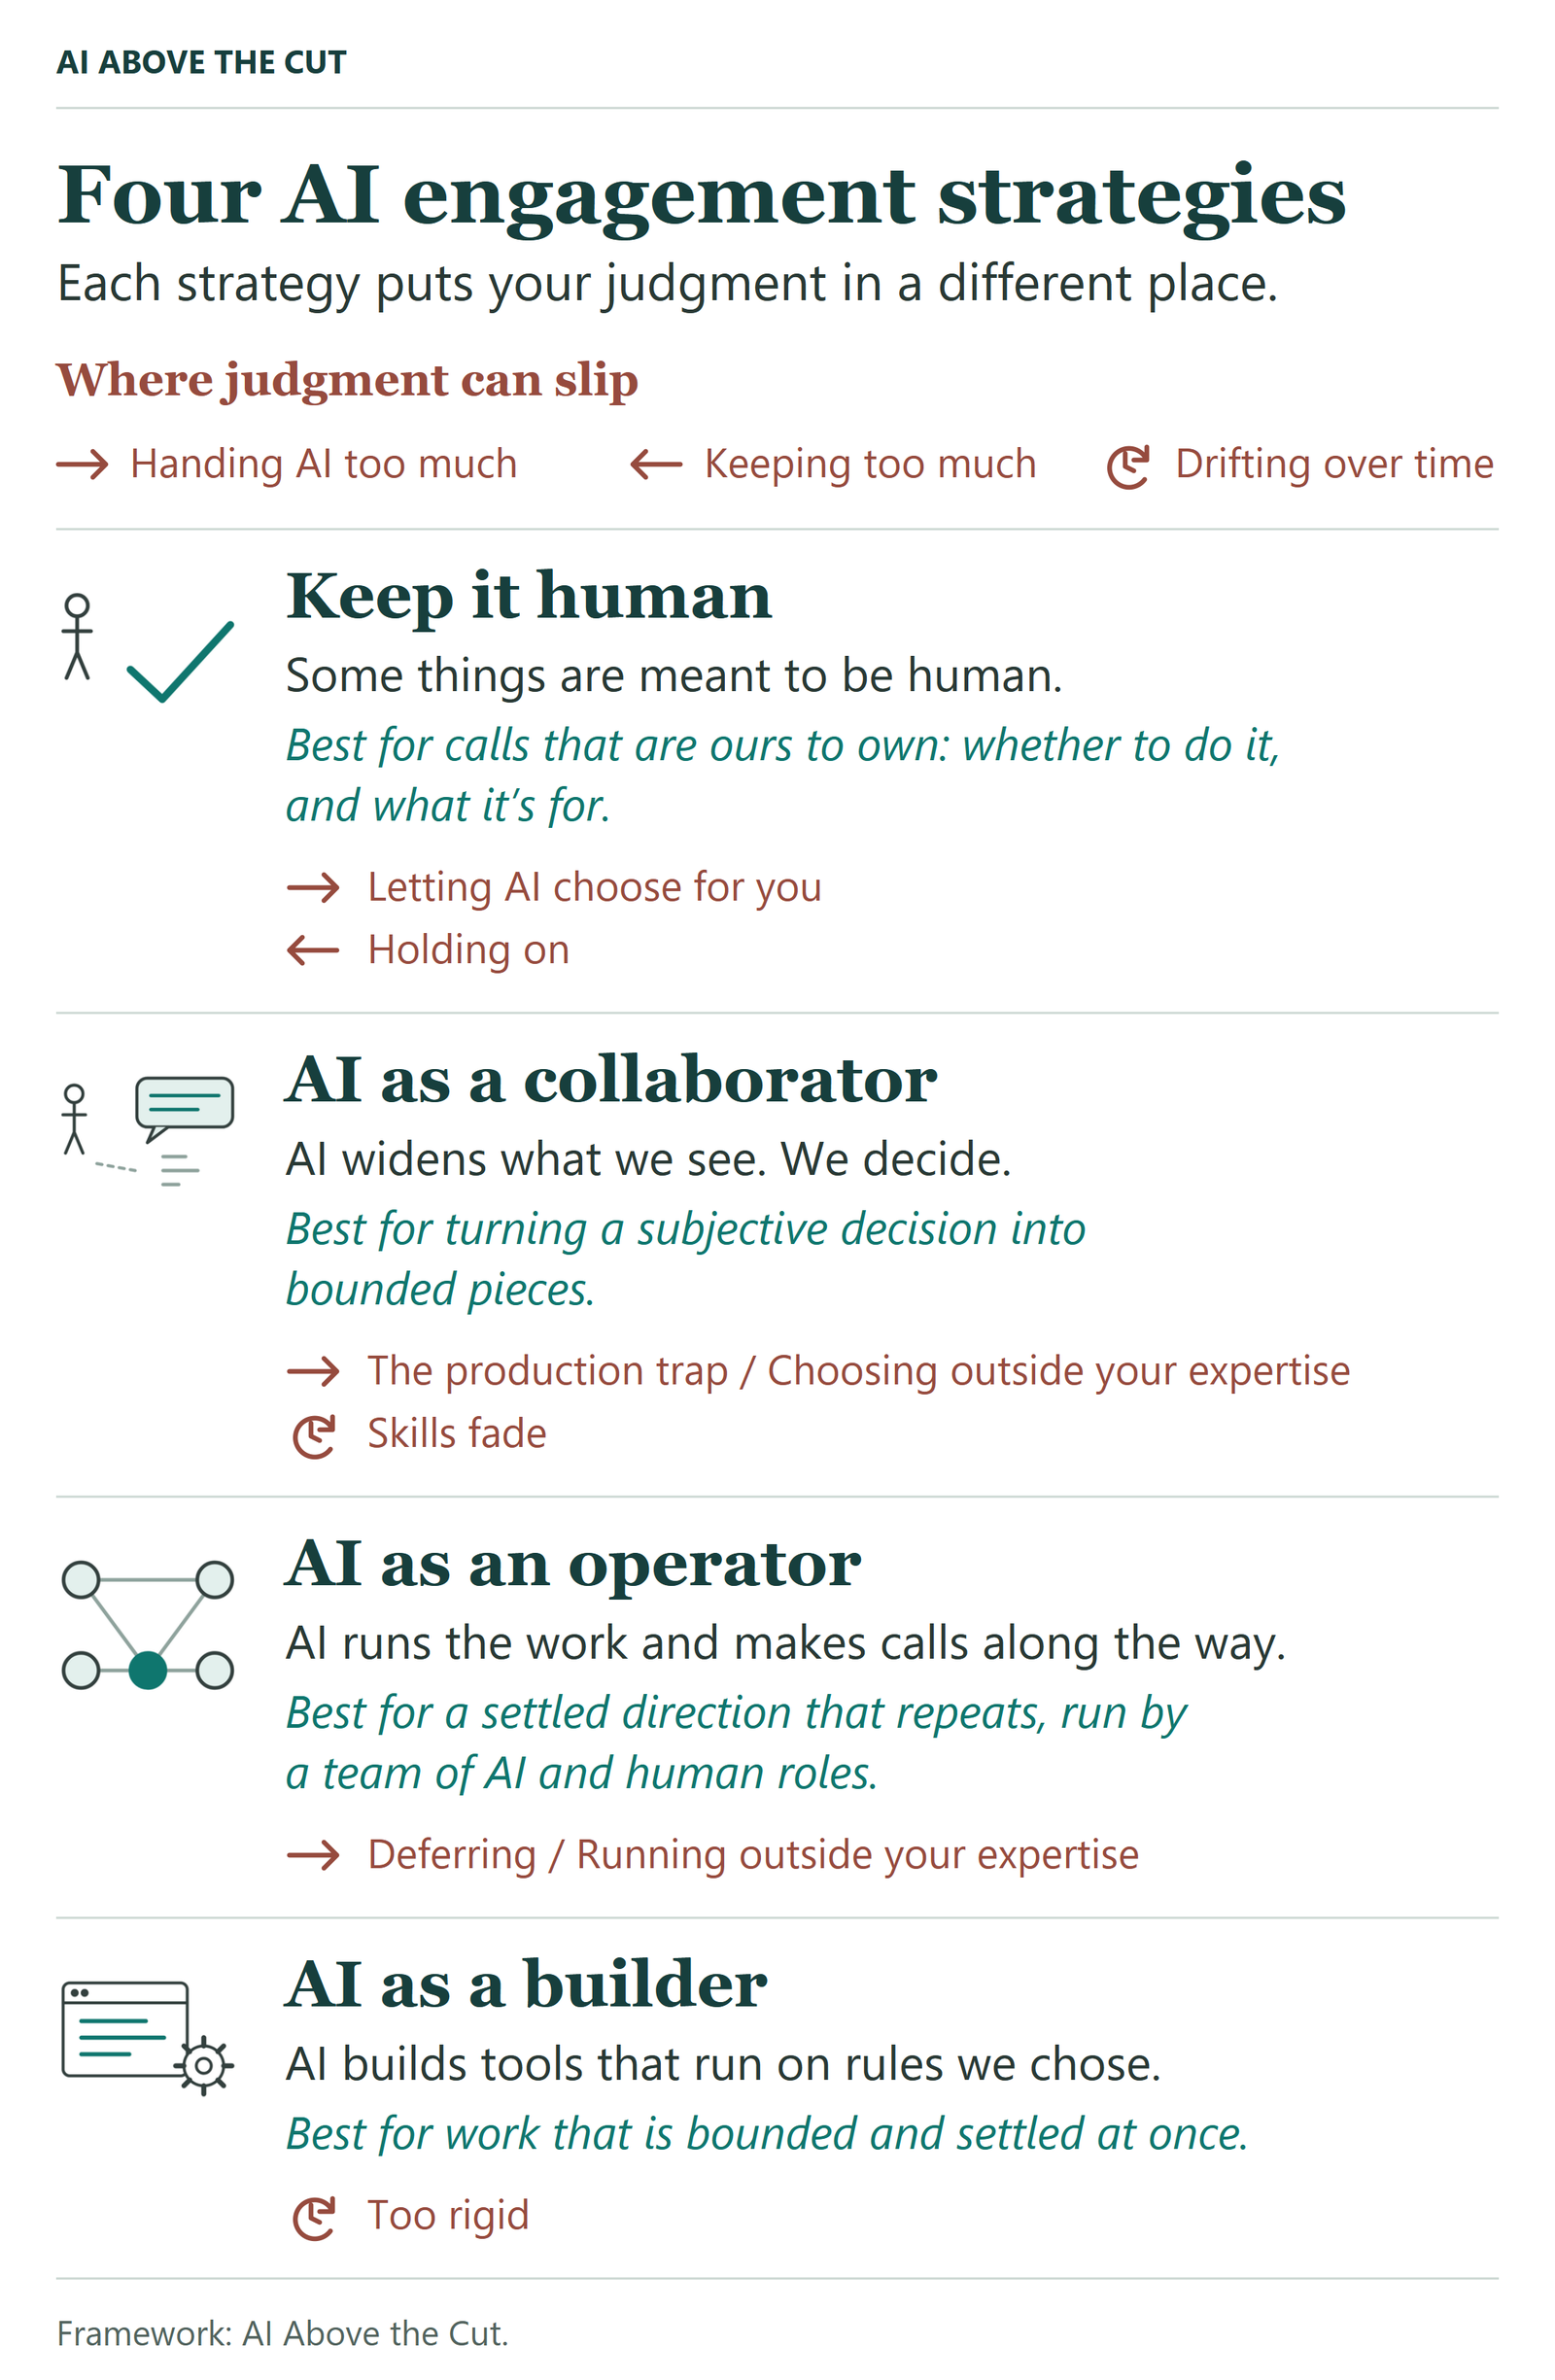 AI ABOVE THE CUT
Four AI engagement strategies
Each strategy puts your judgment in a different place.
Where judgment can slip
Handing AI too much
Keeping too much
Drifting over time
Keep it human
Some things are meant to be human.
Best for calls that are ours to own: whether to do it,
and what it's for.
Letting AI choose for you
Holding on
AI as a collaborator
AI widens what we see. We decide.
Best for turning a subjective decision into
bounded pieces.
The production trap / Choosing outside your expertise
Skills fade
AI as an operator
AI runs the work and makes calls along the way.
Best for a settled direction that repeats, run by
a team of AI and human roles.
Deferring / Running outside your expertise
AI as a builder
AI builds tools that run on rules we chose.
Best for work that is bounded and settled at once.
Too rigid
Framework: AI Above the Cut.